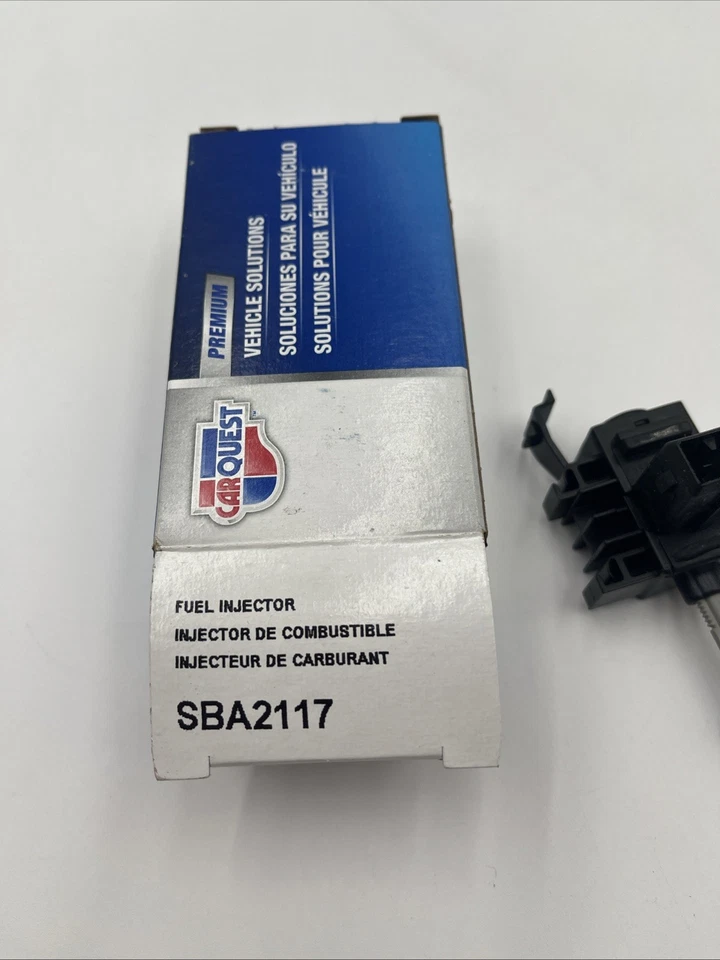 PREMIUM
VEHICLE SOLUTIONS
SOLUCIONES PARA SU VEHÍCULO
SOLUTIONS POUR VÉHICULE
CARQUEST™
FUEL INJECTOR
INJECTOR DE COMBUSTIBLE
INJECTEUR DE CARBURANT
SBA2117